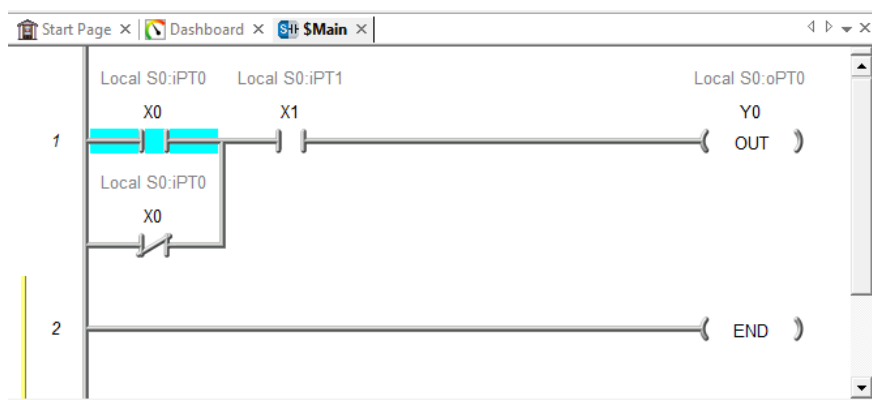 Start Page × Dashboard × $Main ×
Local S0:iPT0 Local S0:iPT1 Local S0:oPT0
X0 X1 Y0
1 OUT
Local S0:iPT0
X0
2 END